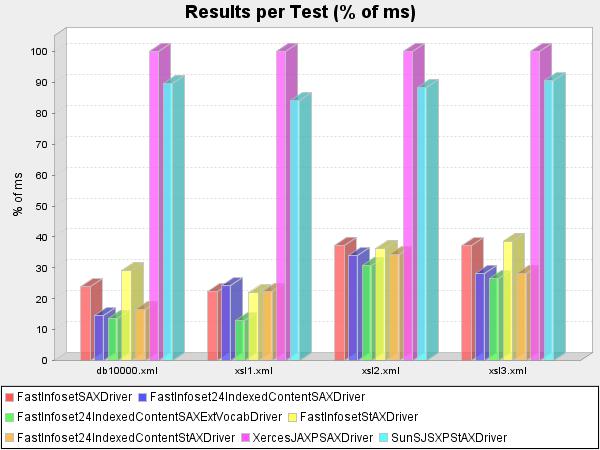 Results per Test (% of ms)
% of ms
100
90
80
70
60
50
40
30
20
10
0
db10000.xml xsl1.xml xsl2.xml xsl3.xml
FastInfosetSAXDriver FastInfoset24IndexedContentSAXDriver
FastInfoset24IndexedContentSAXExtVocabDriver FastInfosetStAXDriver
FastInfoset24IndexedContentStAXDriver XercesJAXPSAXDriver SunSJSXPStAXDriver